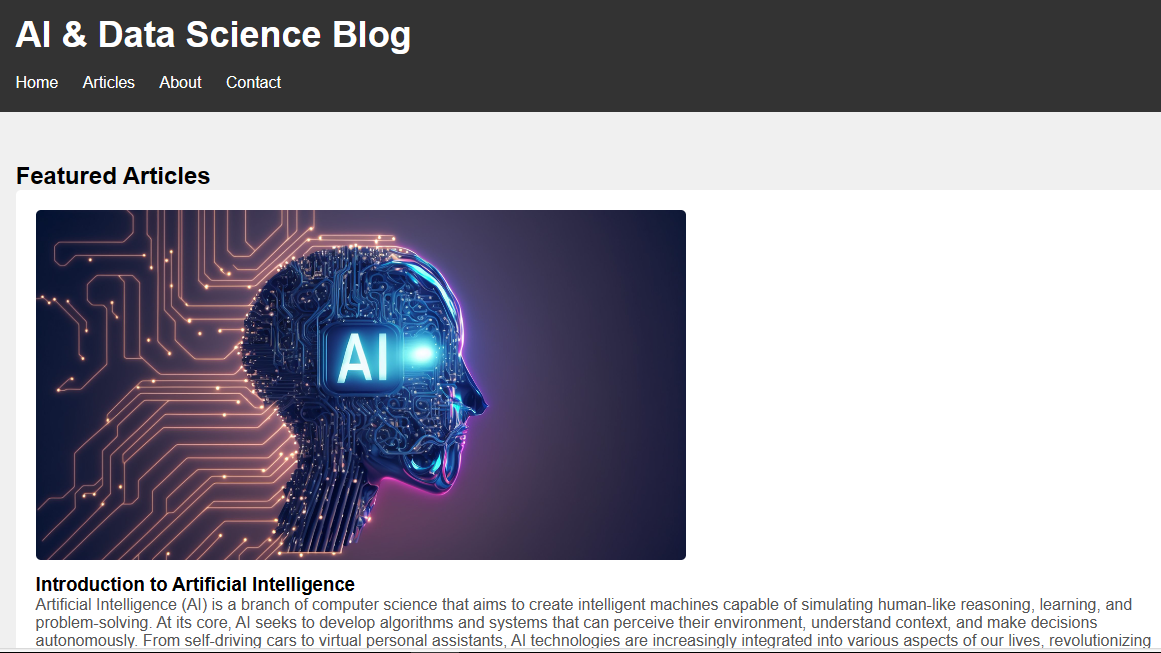 AI & Data Science Blog
Home Articles About Contact
Featured Articles
AI
Introduction to Artificial Intelligence
Artificial Intelligence (AI) is a branch of computer science that aims to create intelligent machines capable of simulating human-like reasoning, learning, and
problem-solving. At its core, AI seeks to develop algorithms and systems that can perceive their environment, understand context, and make decisions
autonomously. From self-driving cars to virtual personal assistants, AI technologies are increasingly integrated into various aspects of our lives, revolutionizing